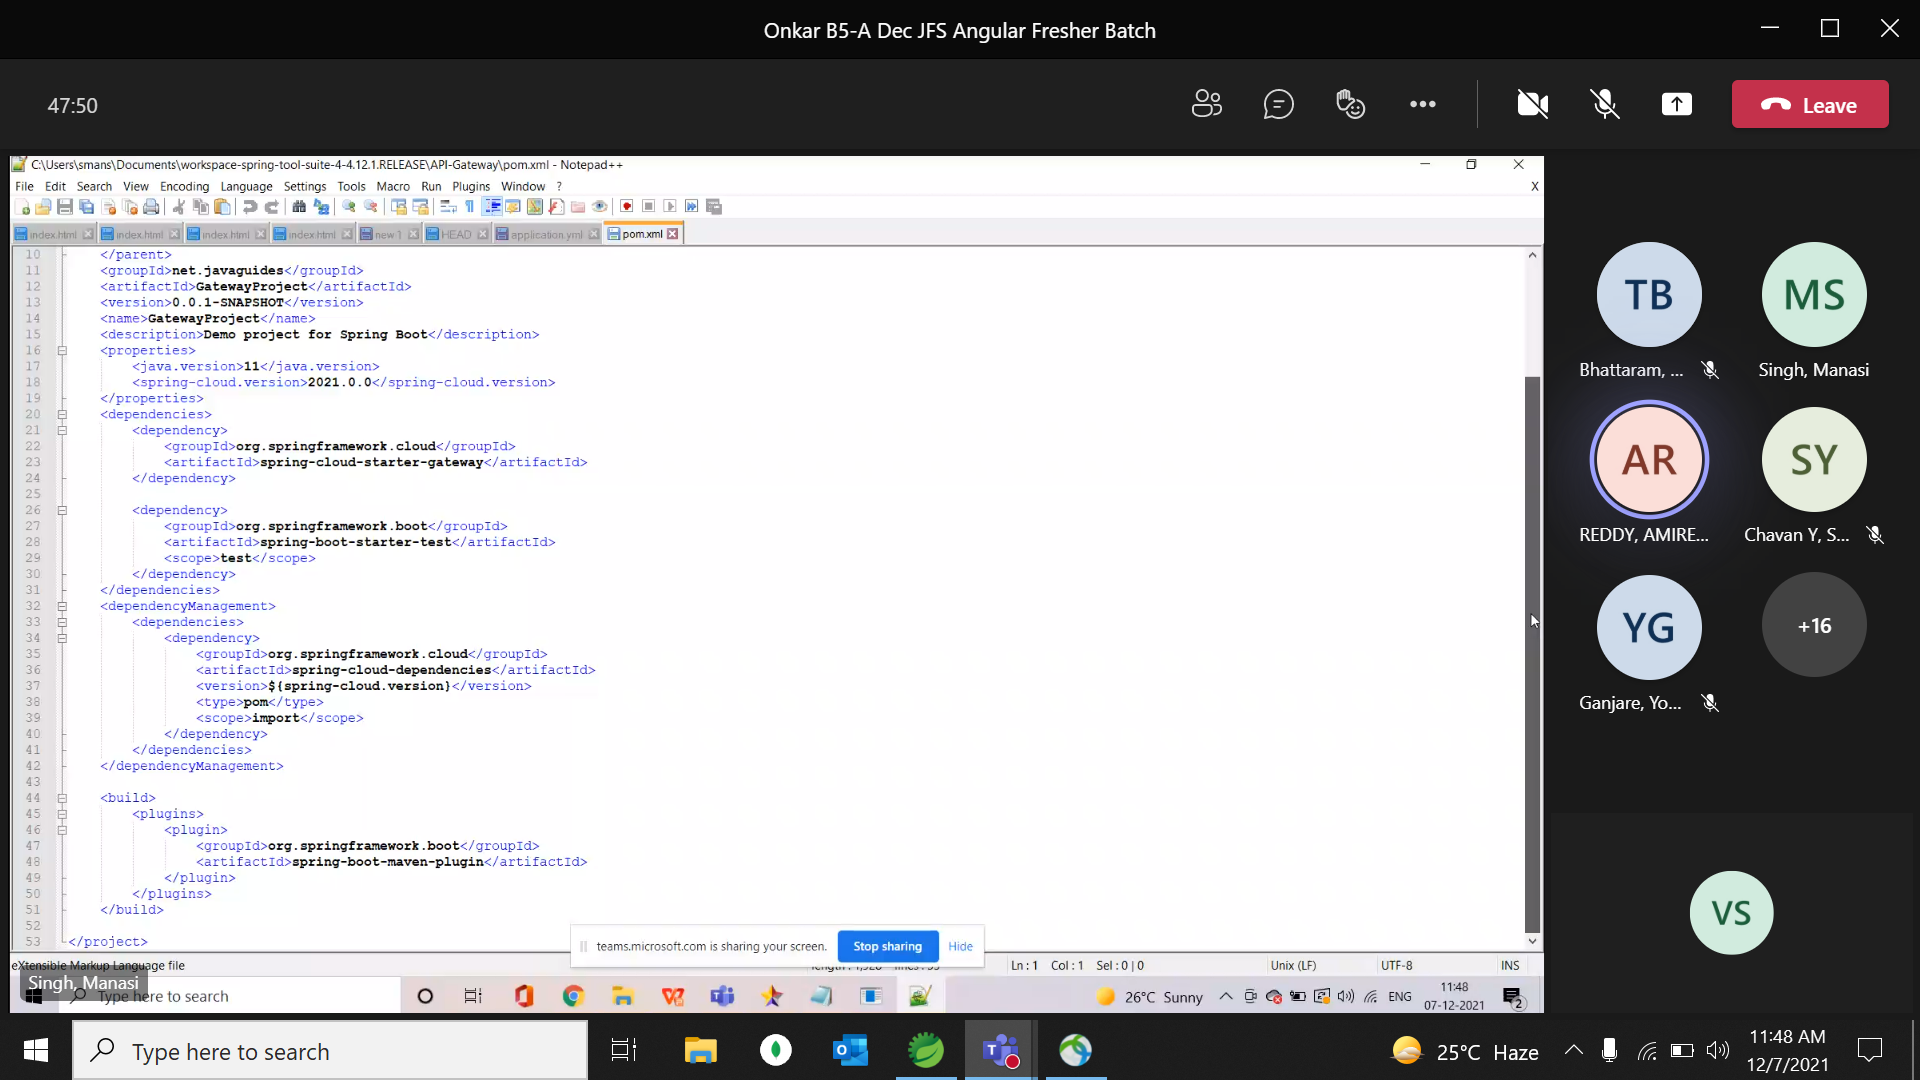 Onkar B5-A Dec JFS Angular Fresher Batch
47:50
Leave
C:\Users\smans\Documents\workspace-spring-tool-suite-4-4.12.1.RELEASE\API-Gateway\pom.xml - Notepad++
File Edit Search View Encoding Language Settings Tools Macro Run Plugins Window ?
X
index.html index.html index.html index.html new 1 HEAD application.yml pom.xml
10 </parent>
11 <groupId>net.javaguides</groupId>
12 <artifactId>GatewayProject</artifactId>
13 <version>0.0.1-SNAPSHOT</version>
14 <name>GatewayProject</name>
15 <description>Demo project for Spring Boot</description>
16 <properties>
17 <java.version>11</java.version>
18 <spring-cloud.version>2021.0.0</spring-cloud.version>
19 </properties>
20 <dependencies>
21 <dependency>
22 <groupId>org.springframework.cloud</groupId>
23 <artifactId>spring-cloud-starter-gateway</artifactId>
24 </dependency>
25
26 <dependency>
27 <groupId>org.springframework.boot</groupId>
28 <artifactId>spring-boot-starter-test</artifactId>
29 <scope>test</scope>
30 </dependency>
31 </dependencies>
32 <dependencyManagement>
33 <dependencies>
34 <dependency>
35 <groupId>org.springframework.cloud</groupId>
36 <artifactId>spring-cloud-dependencies</artifactId>
37 <version>${spring-cloud.version}</version>
38 <type>pom</type>
39 <scope>import</scope>
40 </dependency>
41 </dependencies>
42 </dependencyManagement>
43
44 <build>
45 <plugins>
46 <plugin>
47 <groupId>org.springframework.boot</groupId>
48 <artifactId>spring-boot-maven-plugin</artifactId>
49 </plugin>
50 </plugins>
51 </build>
52
53 </project>
teams.microsoft.com is sharing your screen. Stop sharing Hide
eXtensible Markup Language file
Ln:1 Col:1 Sel:0|0 Unix (LF) UTF-8 INS
Singh, Manasi
Type here to search
26°C Sunny ENG
11:48
07-12-2021
2
TB
Bhattaram, ...
MS
Singh, Manasi
AR
REDDY, AMIRE...
SY
Chavan Y, S...
YG
Ganjare, Yo...
+16
VS
Type here to search
25°C Haze
11:48 AM
12/7/2021